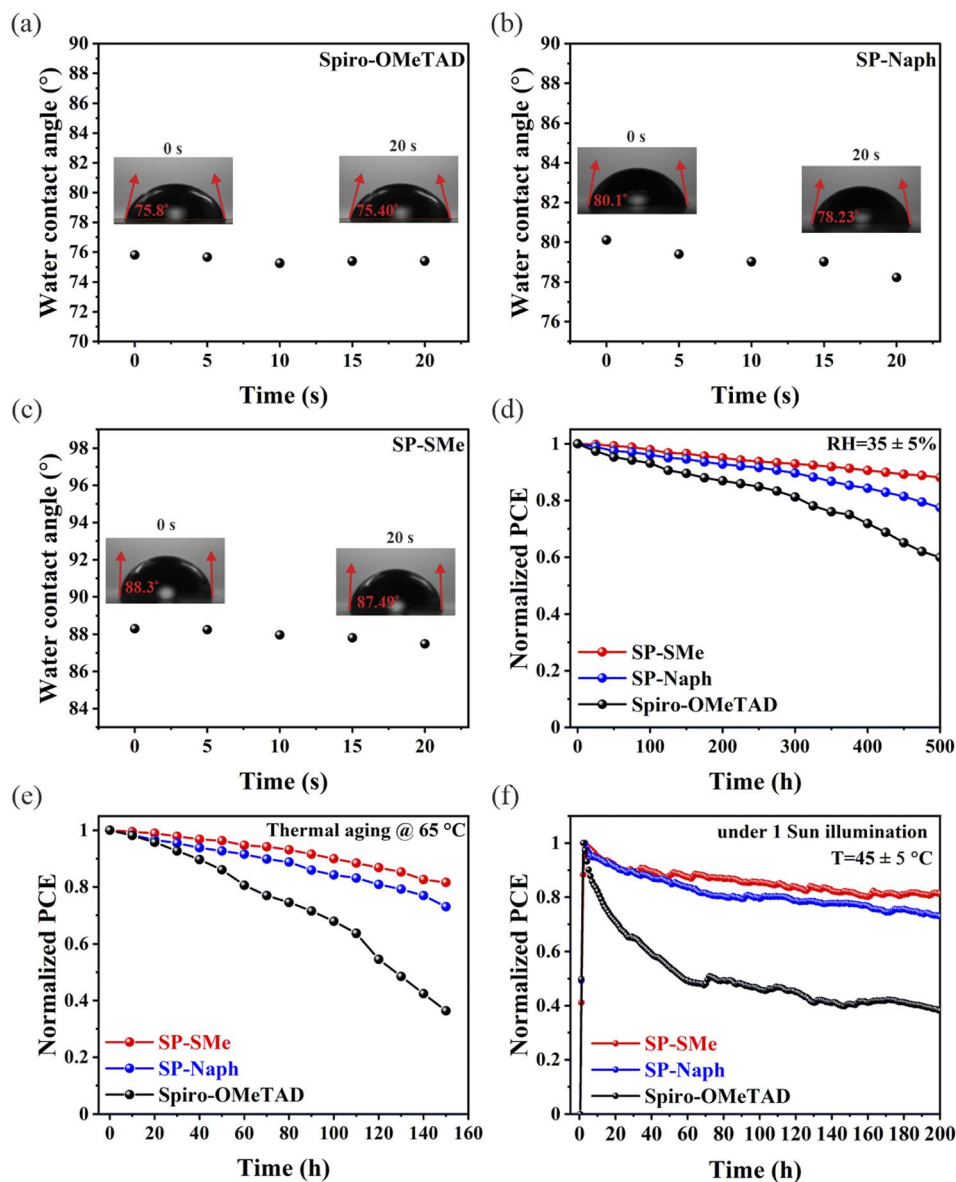 (a)
90
88
86
84
82
80
78
76
74
72
70
Water contact angle (°)
Spiro-OMeTAD
0 s
75.8°
20 s
75.40°
0 5 10 15 20
Time (s)
(b)
90
88
86
84
82
80
78
76
Water contact angle (°)
SP-Naph
0 s
80.1°
20 s
78.23°
0 5 10 15 20
Time (s)
(c)
98
96
94
92
90
88
86
84
Water contact angle (°)
SP-SMe
0 s
88.3°
20 s
87.49°
0 5 10 15 20
Time (s)
(d)
1
0.8
0.6
0.4
0.2
0
Normalized PCE
RH=35 ± 5%
SP-SMe
SP-Naph
Spiro-OMeTAD
0 100 200 300 400 500
Time (h)
(e)
1
0.8
0.6
0.4
0.2
0
Normalized PCE
Thermal aging @ 65 °C
SP-SMe
SP-Naph
Spiro-OMeTAD
0 20 40 60 80 100 120 140 160
Time (h)
(f)
1
0.8
0.6
0.4
0.2
0
Normalized PCE
under 1 Sun illumination
T=45 ± 5 °C
SP-SMe
SP-Naph
Spiro-OMeTAD
0 20 40 60 80 100 120 140 160 180 200
Time (h)